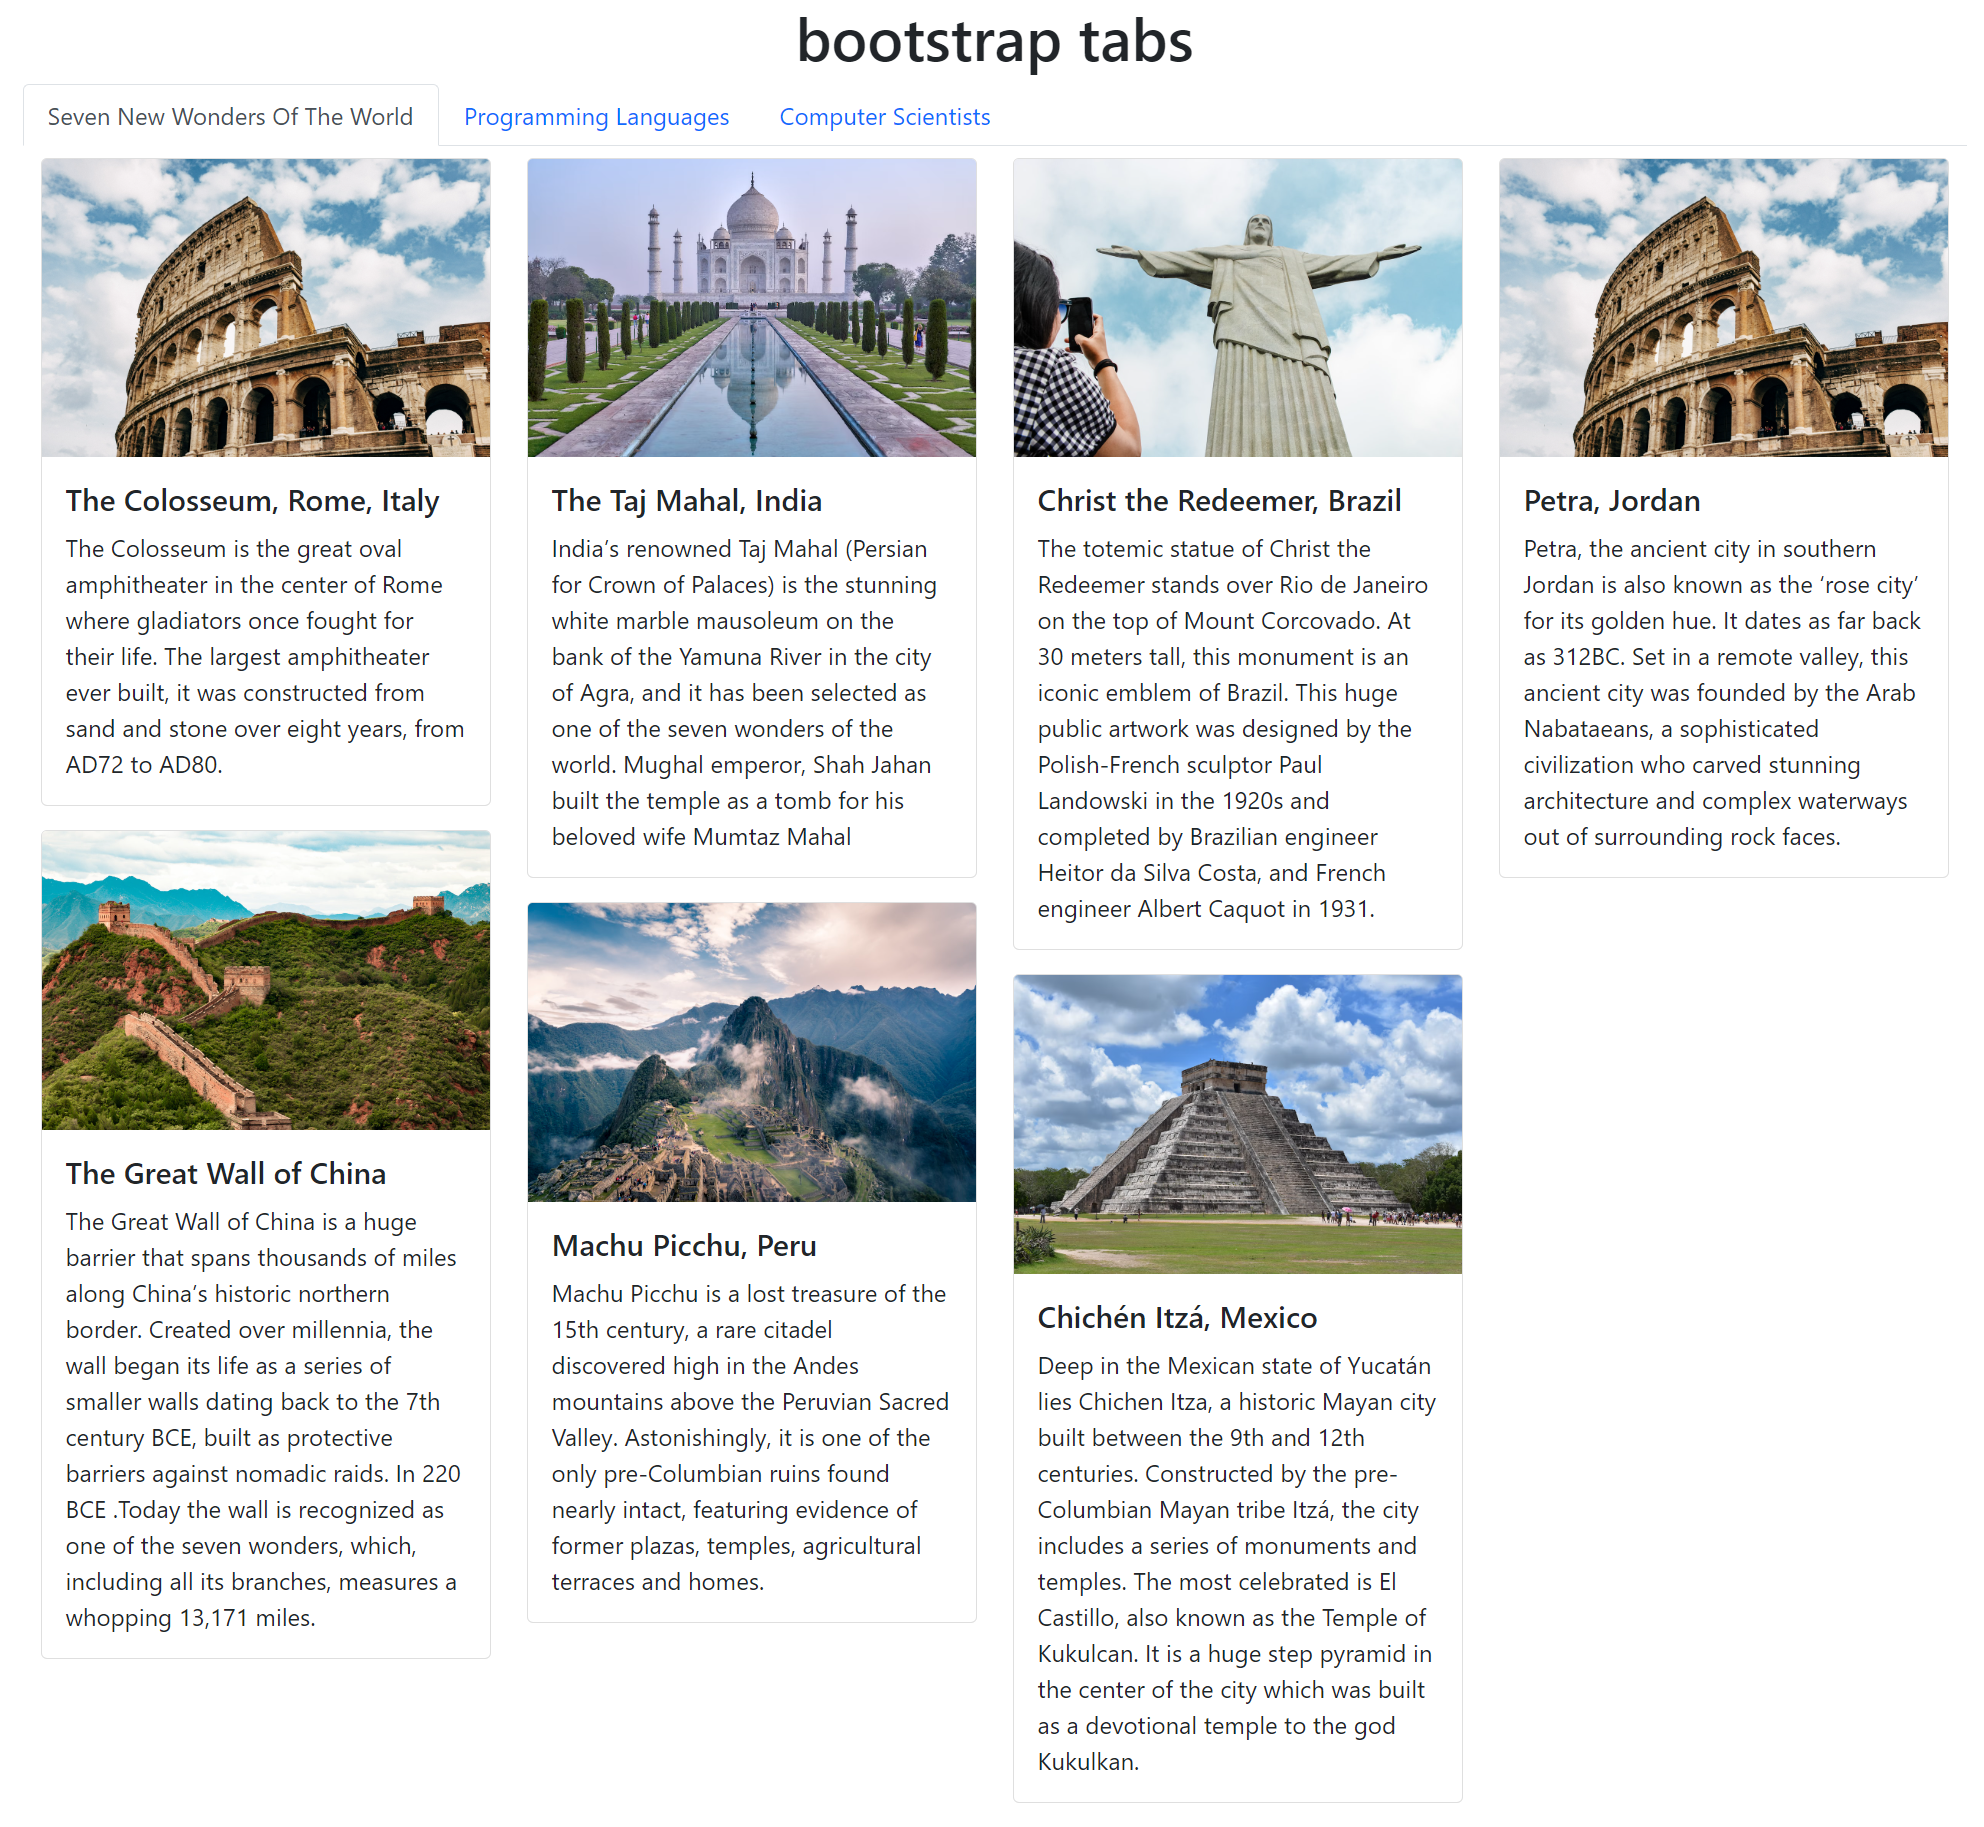 bootstrap tabs
Seven New Wonders Of The World
Programming Languages
Computer Scientists
The Colosseum, Rome, Italy
The Colosseum is the great oval
amphitheater in the center of Rome
where gladiators once fought for
their life. The largest amphitheater
ever built, it was constructed from
sand and stone over eight years, from
AD72 to AD80.
The Taj Mahal, India
India’s renowned Taj Mahal (Persian
for Crown of Palaces) is the stunning
white marble mausoleum on the
bank of the Yamuna River in the city
of Agra, and it has been selected as
one of the seven wonders of the
world. Mughal emperor, Shah Jahan
built the temple as a tomb for his
beloved wife Mumtaz Mahal
Christ the Redeemer, Brazil
The totemic statue of Christ the
Redeemer stands over Rio de Janeiro
on the top of Mount Corcovado. At
30 meters tall, this monument is an
iconic emblem of Brazil. This huge
public artwork was designed by the
Polish-French sculptor Paul
Landowski in the 1920s and
completed by Brazilian engineer
Heitor da Silva Costa, and French
engineer Albert Caquot in 1931.
Petra, Jordan
Petra, the ancient city in southern
Jordan is also known as the ‘rose city’
for its golden hue. It dates as far back
as 312BC. Set in a remote valley, this
ancient city was founded by the Arab
Nabataeans, a sophisticated
civilization who carved stunning
architecture and complex waterways
out of surrounding rock faces.
The Great Wall of China
The Great Wall of China is a huge
barrier that spans thousands of miles
along China’s historic northern
border. Created over millennia, the
wall began its life as a series of
smaller walls dating back to the 7th
century BCE, built as protective
barriers against nomadic raids. In 220
BCE .Today the wall is recognized as
one of the seven wonders, which,
including all its branches, measures a
whopping 13,171 miles.
Machu Picchu, Peru
Machu Picchu is a lost treasure of the
15th century, a rare citadel
discovered high in the Andes
mountains above the Peruvian Sacred
Valley. Astonishingly, it is one of the
only pre-Columbian ruins found
nearly intact, featuring evidence of
former plazas, temples, agricultural
terraces and homes.
Chichén Itzá, Mexico
Deep in the Mexican state of Yucatán
lies Chichen Itza, a historic Mayan city
built between the 9th and 12th
centuries. Constructed by the pre-
Columbian Mayan tribe Itzá, the city
includes a series of monuments and
temples. The most celebrated is El
Castillo, also known as the Temple of
Kukulcan. It is a huge step pyramid in
the center of the city which was built
as a devotional temple to the god
Kukulkan.